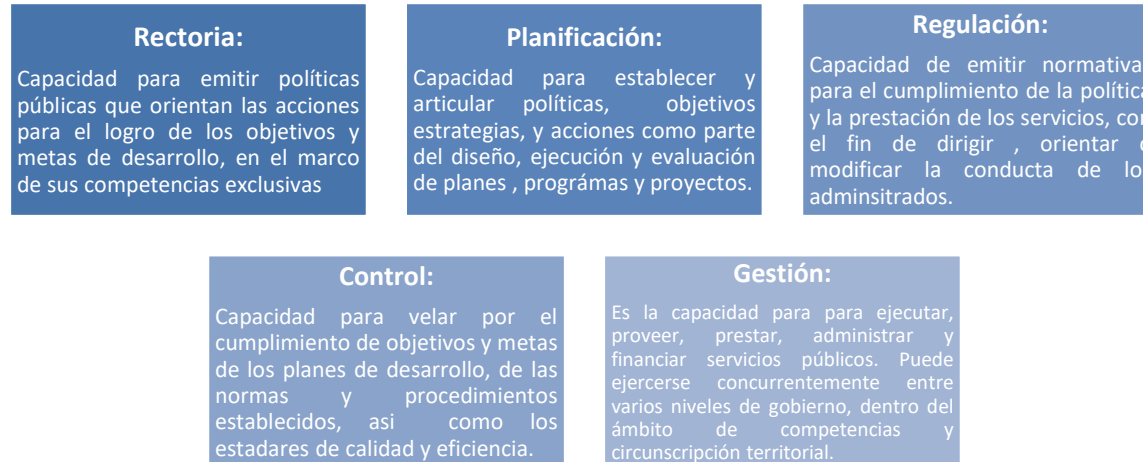 Rectoria:
Capacidad para emitir políticas
públicas que orientan las acciones
para el logro de los objetivos y
metas de desarrollo, en el marco
de sus competencias exclusivas
Planificación:
Capacidad para establecer y
articular políticas, objetivos
estrategias, y acciones como parte
del diseño, ejecución y evaluación
de planes , prográmas y proyectos.
Regulación:
Capacidad de emitir normativa
para el cumplimiento de la política
y la prestación de los servicios, con
el fin de dirigir , orientar o
modificar la conducta de lo
adminsitrados.
Control:
Capacidad para velar por el
cumplimiento de objetivos y metas
de los planes de desarrollo, de las
normas y procedimientos
establecidos, asi como los
estadares de calidad y eficiencia.
Gestión:
Es la capacidad para para ejecutar,
proveer, prestar, administrar y
financiar servicios públicos. Puede
ejercerse concurrentemente entre
varios niveles de gobierno, dentro del
ámbito de competencias y
circunscripción territorial.